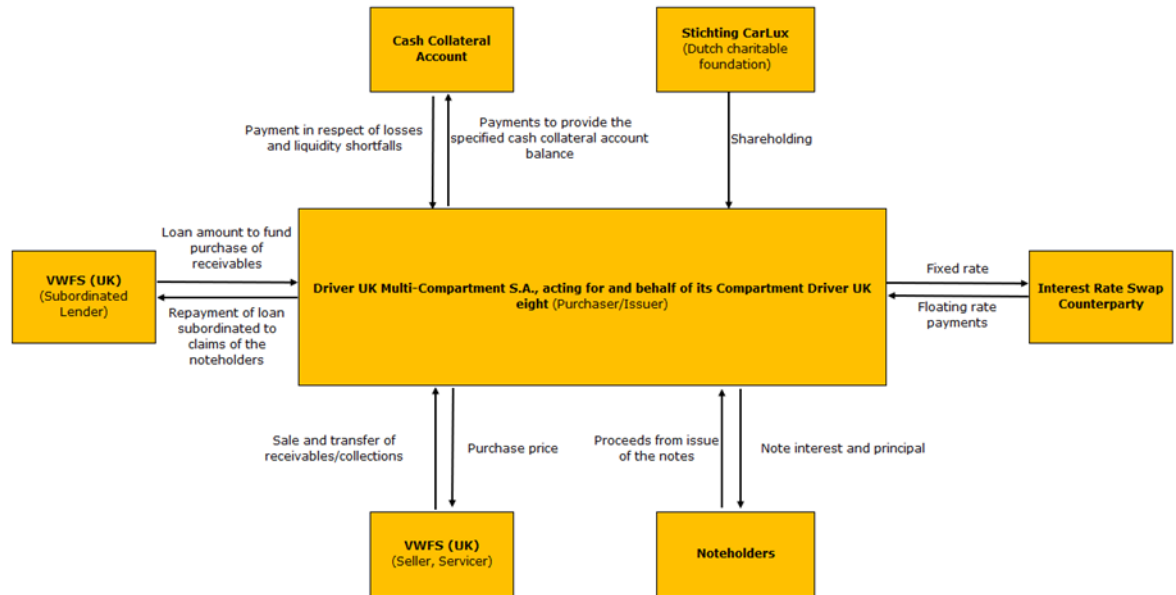 Cash Collateral
Account
Stichting CarLux
(Dutch charitable
foundation)
Payment in respect of losses
and liquidity shortfalls
Payments to provide the
specified cash collateral account
balance
Shareholding
Loan amount to fund
purchase of
receivables
VWFS (UK)
(Subordinated
Lender)
Repayment of loan
subordinated to
claims of the
noteholders
Driver UK Multi-Compartment S.A., acting for and behalf of its Compartment Driver UK
eight (Purchaser/Issuer)
Fixed rate
Floating rate
payments
Interest Rate Swap
Counterparty
Sale and transfer of
receivables/collections
Purchase price
Proceeds from issue
of the notes
Note interest and principal
VWFS (UK)
(Seller, Servicer)
Noteholders